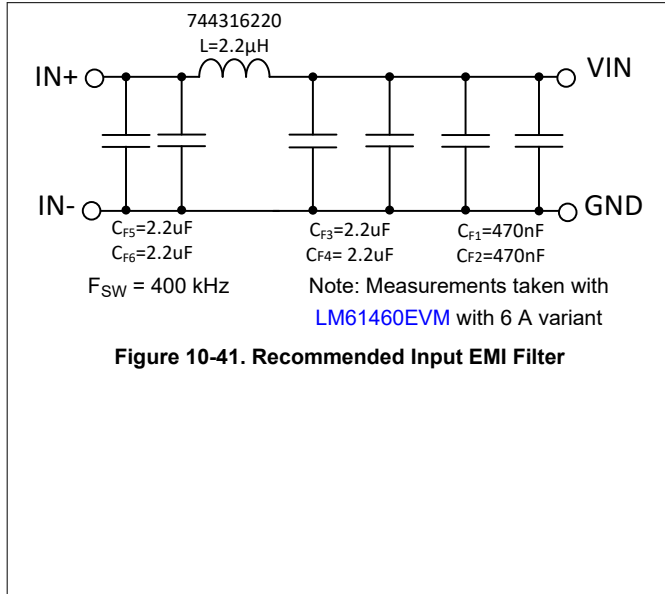 744316220
L=2.2µH
IN+
VIN
IN-
GND
CF5=2.2uF
CF6=2.2uF
CF3=2.2uF
CF4= 2.2uF
CF1=470nF
CF2=470nF
FSW = 400 kHz
Note: Measurements taken with
LM61460EVM with 6 A variant
Figure 10-41. Recommended Input EMI Filter